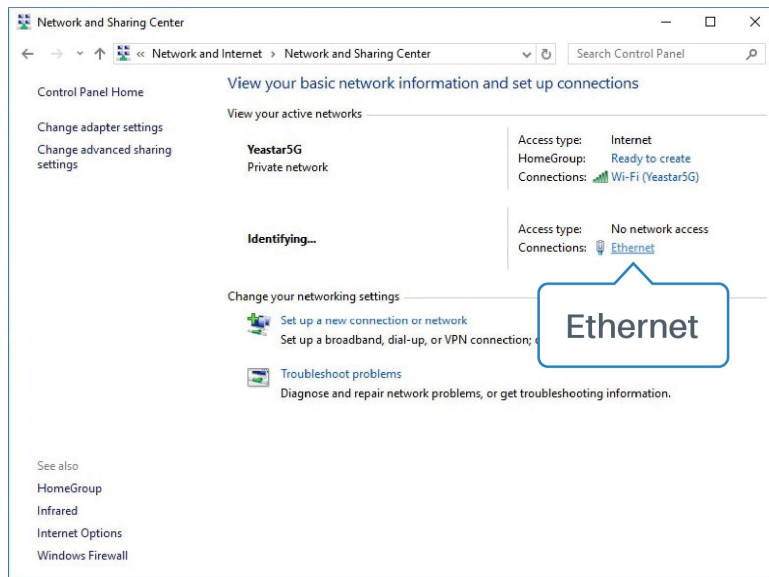 Network and Sharing Center
« Network and Internet > Network and Sharing Center
Search Control Panel
Control Panel Home
Change adapter settings
Change advanced sharing
settings
View your basic network information and set up connections
View your active networks
Yeastar5G
Private network
Access type: Internet
HomeGroup: Ready to create
Connections: Wi-Fi (Yeastar5G)
Identifying...
Access type: No network access
Connections: Ethernet
Ethernet
Change your networking settings
Set up a new connection or network
Set up a broadband, dial-up, or VPN connection;
Troubleshoot problems
Diagnose and repair network problems, or get troubleshooting information.
See also
HomeGroup
Infrared
Internet Options
Windows Firewall